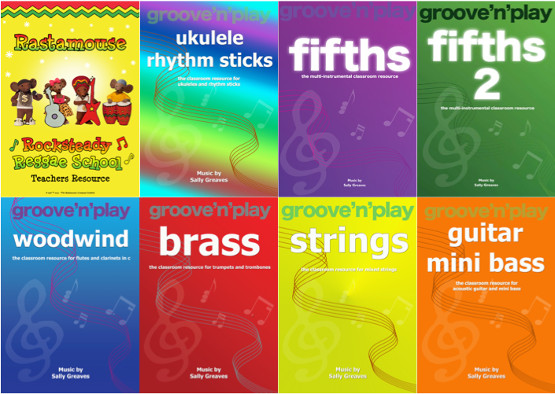 Rastamouse
Rocksteady
Reggae School
Teachers Resource
groove'n'play
ukulele
rhythm sticks
the classroom resource for
ukuleles and rhythm sticks
Music by
Sally Greaves
groove'n'play
fifths
the multi-instrumental classroom resource
Music by
Sally Greaves
groove'n'play
fifths
2
the multi-instrumental classroom resource
Music by
Sally Greaves
groove'n'play
woodwind
the classroom resource for flutes and clarinets in c
Music by
Sally Greaves
groove'n'play
brass
the classroom resource for trumpets and trombones
Music by
Sally Greaves
groove'n'play
strings
the classroom resource for
Music by
Sally Greaves
groove'n'play
guitar
mini bass
the classroom resource for
acoustic guitar and mini bass
Music by
Sally Greaves